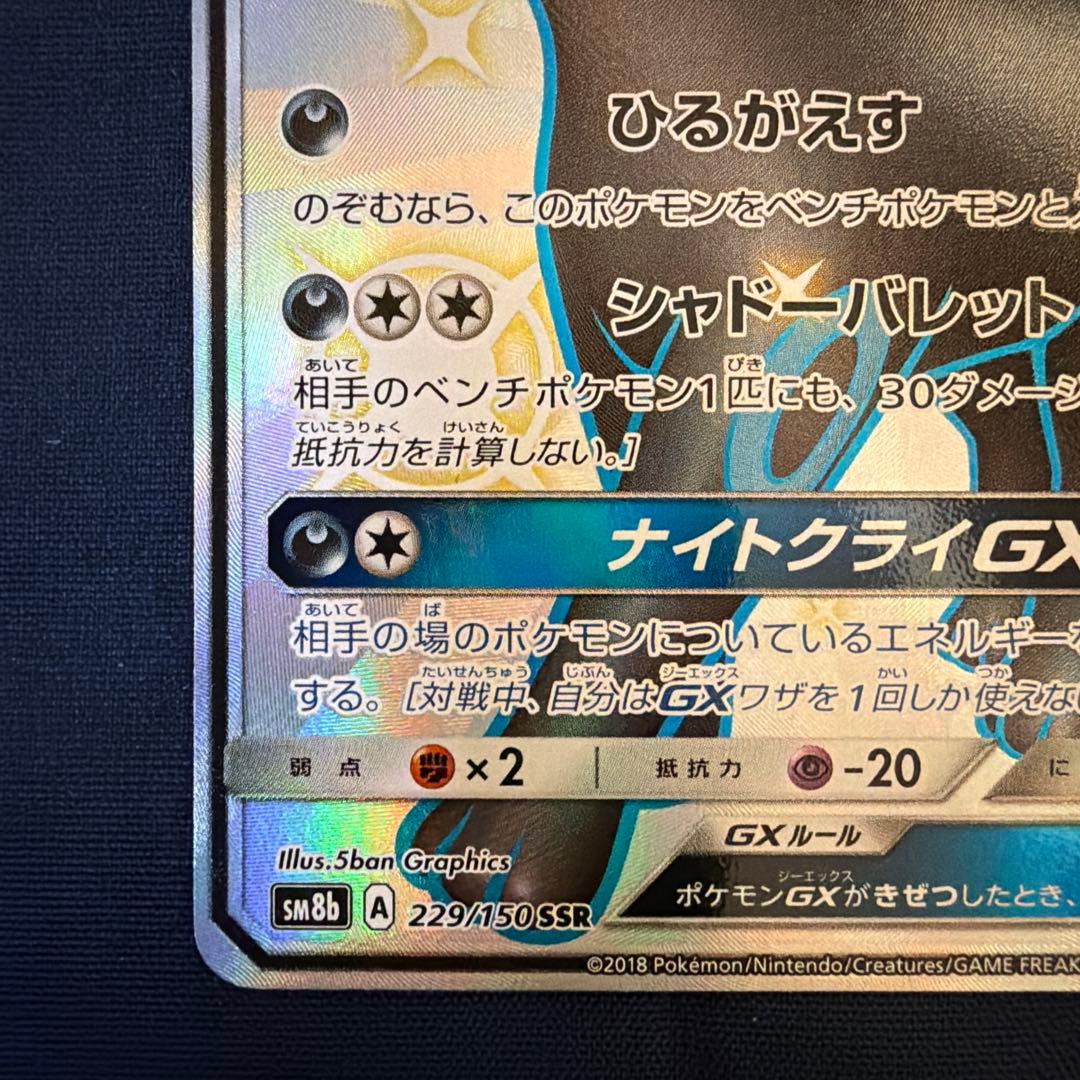 ひるがえす
のぞむなら、このポケモンをベンチポケモンと
シャドーバレット
あいて びき
相手のベンチポケモン1匹にも、30ダメージ
ていこうりょく けいさん
抵抗力を計算しない。]
ナイトクライGX
あいて ば
相手の場のポケモンについているエネルギー
たいせんちゅう じぶん ジーエックス かい つか
する。[対戦中、自分はGXワザを1回しか使えな
弱点 ×2 抵抗力 -20 に
GXルール
Illus.5ban Graphics
ジーエックス
ポケモンGXがきぜつしたとき、
sm8b A 229/150 SSR
©2018 Pokémon/Nintendo/Creatures/GAME FREAK